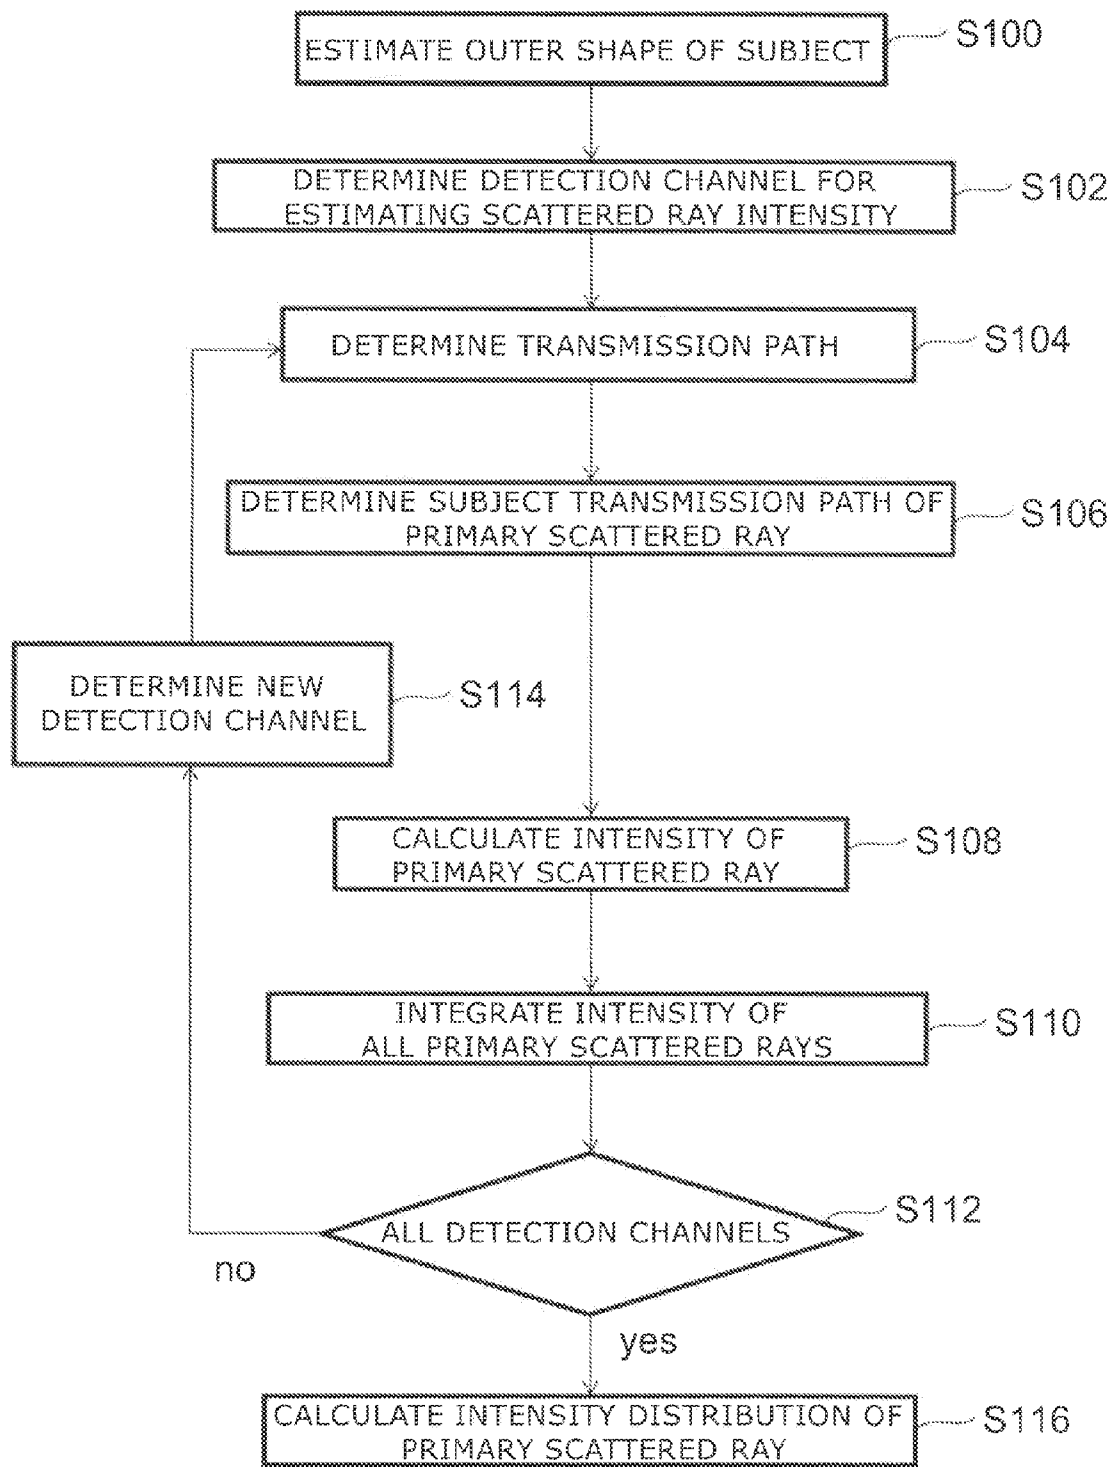 ESTIMATE OUTER SHAPE OF SUBJECT
S100
DETERMINE DETECTION CHANNEL FOR
ESTIMATING SCATTERED RAY INTENSITY
S102
DETERMINE TRANSMISSION PATH
S104
DETERMINE SUBJECT TRANSMISSION PATH OF
PRIMARY SCATTERED RAY
S106
DETERMINE NEW
DETECTION CHANNEL
S114
CALCULATE INTENSITY OF
PRIMARY SCATTERED RAY
S108
INTEGRATE INTENSITY OF
ALL PRIMARY SCATTERED RAYS
S110
ALL DETECTION CHANNELS
S112
no
yes
CALCULATE INTENSITY DISTRIBUTION OF
PRIMARY SCATTERED RAY
S116